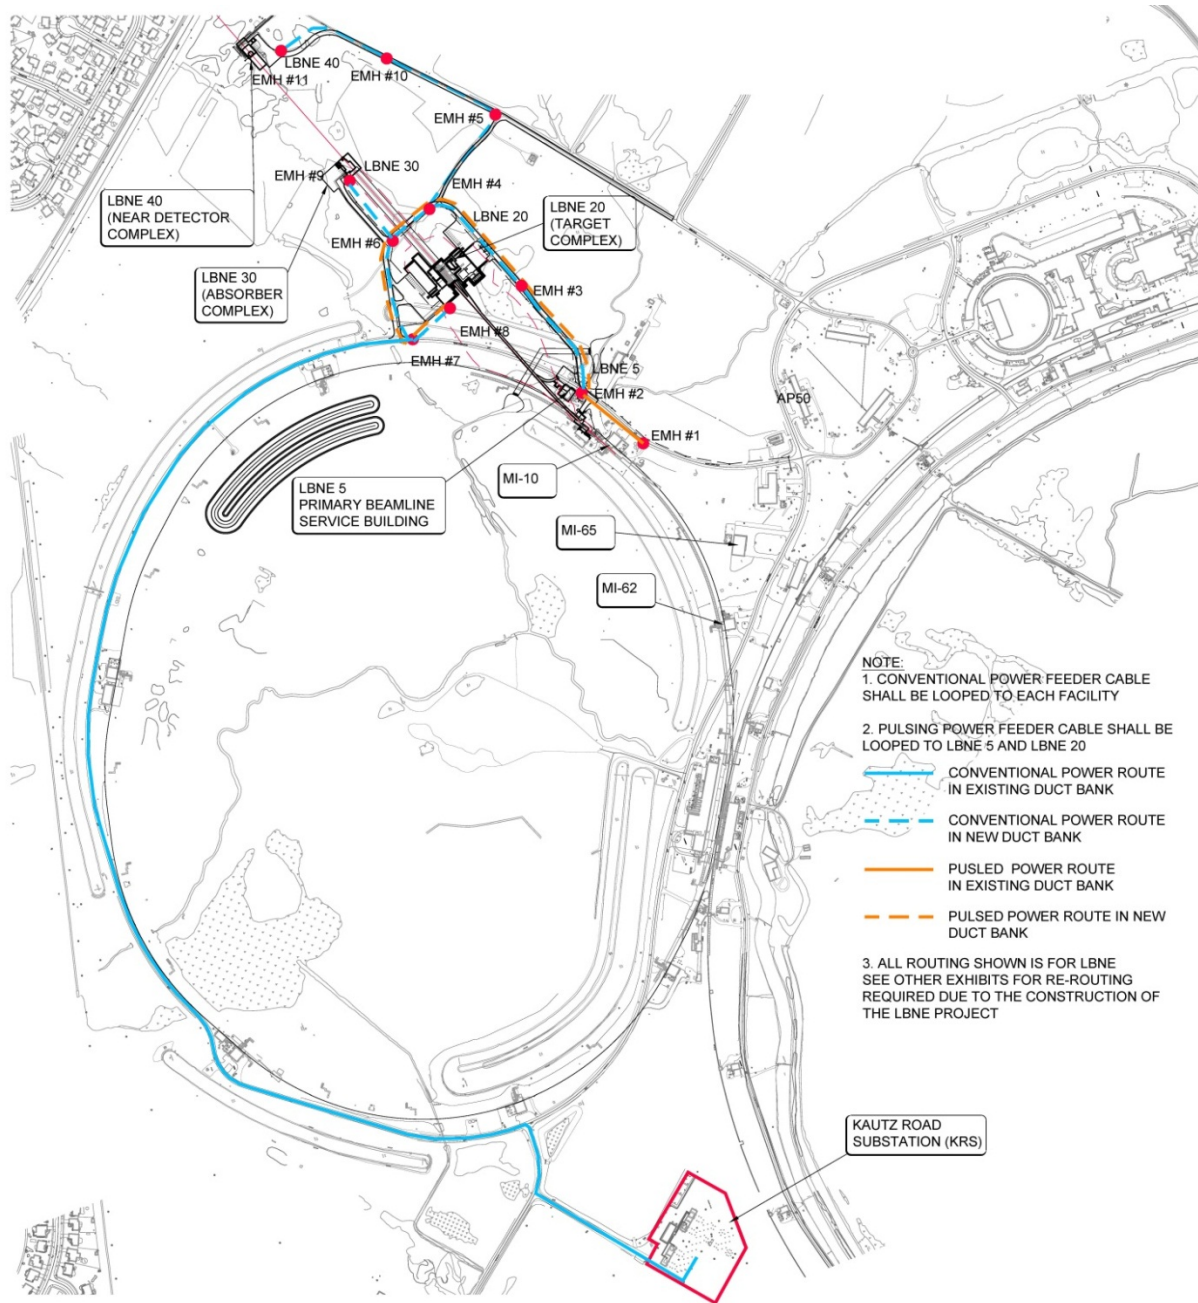 LBNE 40
EMH #11
EMH #10
EMH #5
EMH #9
LBNE 30
EMH #4
LBNE 40
(NEAR DETECTOR
COMPLEX)
LBNE 20
LBNE 20
(TARGET
COMPLEX)
EMH #6
LBNE 30
(ABSORBER
COMPLEX)
EMH #3
EMH #8
EMH #7
LBNE 5
EMH #2
AP50
EMH #1
MI-10
LBNE 5
PRIMARY BEAMLINE
SERVICE BUILDING
MI-65
MI-62
NOTE:
1. CONVENTIONAL POWER FEEDER CABLE
SHALL BE LOOPED TO EACH FACILITY
2. PULSING POWER FEEDER CABLE SHALL BE
LOOPED TO LBNE 5 AND LBNE 20
CONVENTIONAL POWER ROUTE
IN EXISTING DUCT BANK
CONVENTIONAL POWER ROUTE
IN NEW DUCT BANK
PUSLED POWER ROUTE
IN EXISTING DUCT BANK
PULSED POWER ROUTE IN NEW
DUCT BANK
3. ALL ROUTING SHOWN IS FOR LBNE
SEE OTHER EXHIBITS FOR RE-ROUTING
REQUIRED DUE TO THE CONSTRUCTION OF
THE LBNE PROJECT
KAUTZ ROAD
SUBSTATION (KRS)